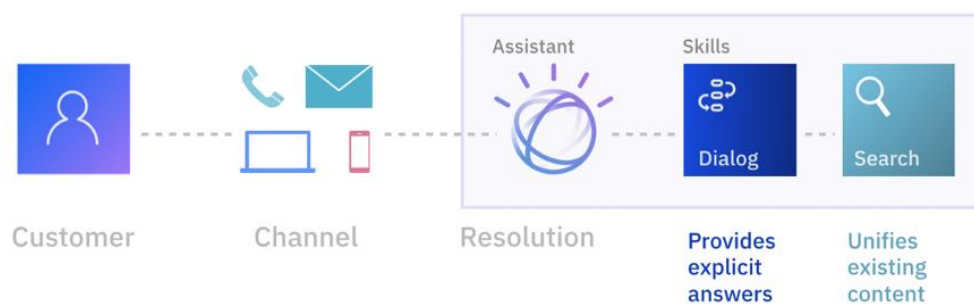 Assistant
Skills
Dialog
Search
Customer
Channel
Resolution
Provides
explicit
answers
Unifies
existing
content